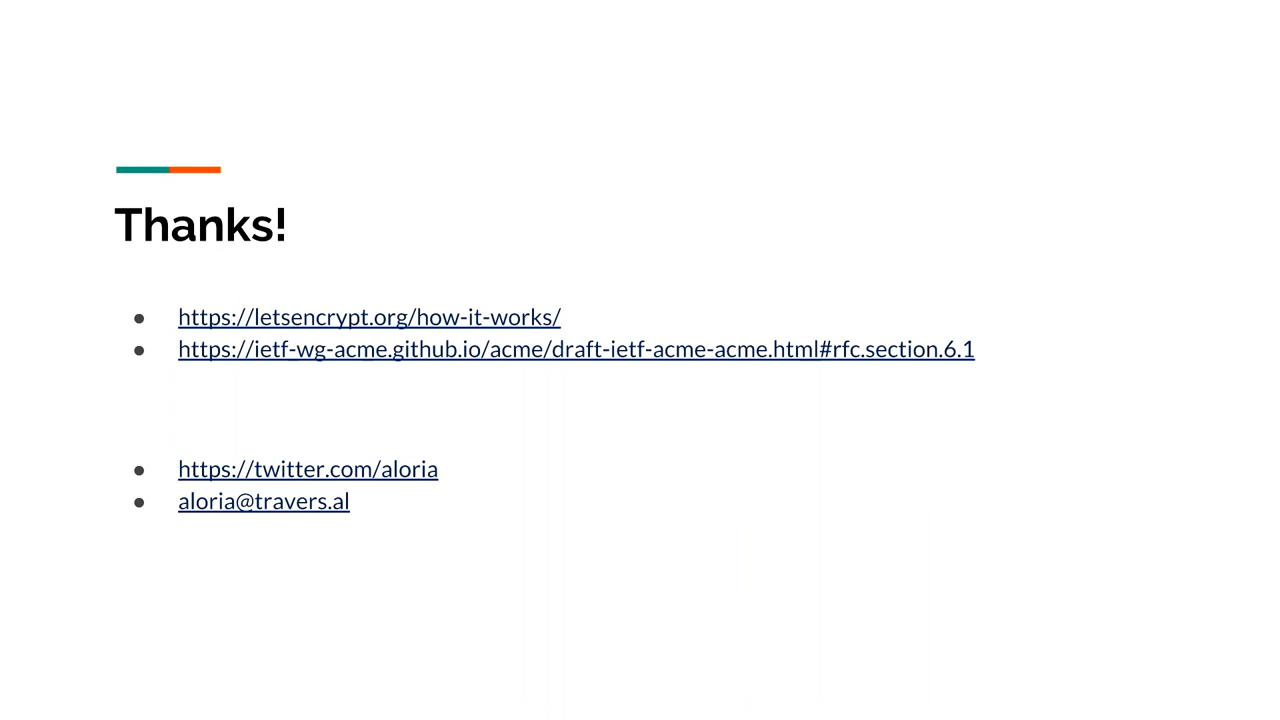 Thanks!
https://letsencrypt.org/how-it-works/
https://ietf-wg-acme.github.io/acme/draft-ietf-acme-acme.html#rfc.section.6.1
https://twitter.com/aloria
aloria@travers.al